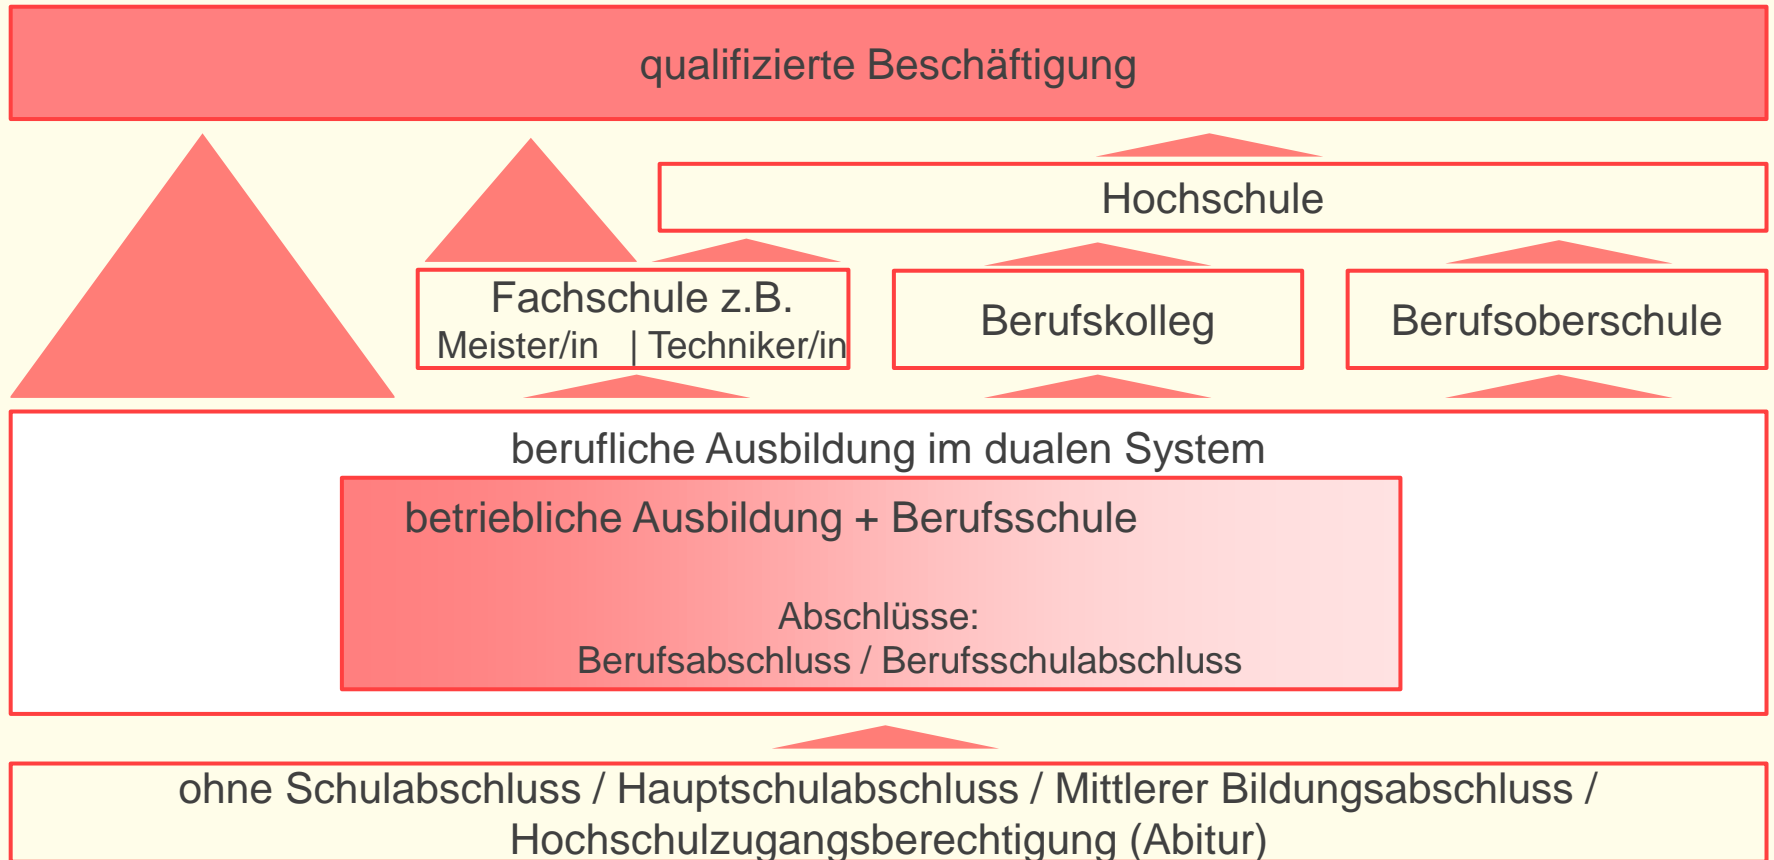 qualifizierte Beschäftigung
Hochschule
Fachschule z.B.
Meister/in | Techniker/in
Berufskolleg
Berufsoberschule
berufliche Ausbildung im dualen System
betriebliche Ausbildung + Berufsschule
Abschlüsse:
Berufsabschluss / Berufsschulabschluss
ohne Schulabschluss / Hauptschulabschluss / Mittlerer Bildungsabschluss /
Hochschulzugangsberechtigung (Abitur)